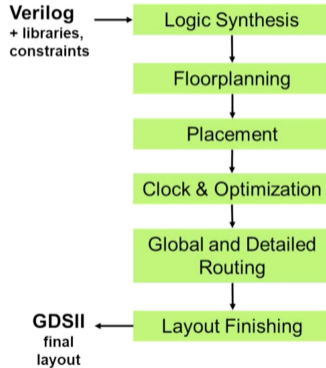 Verilog
+ libraries,
constraints
Logic Synthesis
Floorplanning
Placement
Clock & Optimization
Global and Detailed
Routing
Layout Finishing
GDSII
final
layout